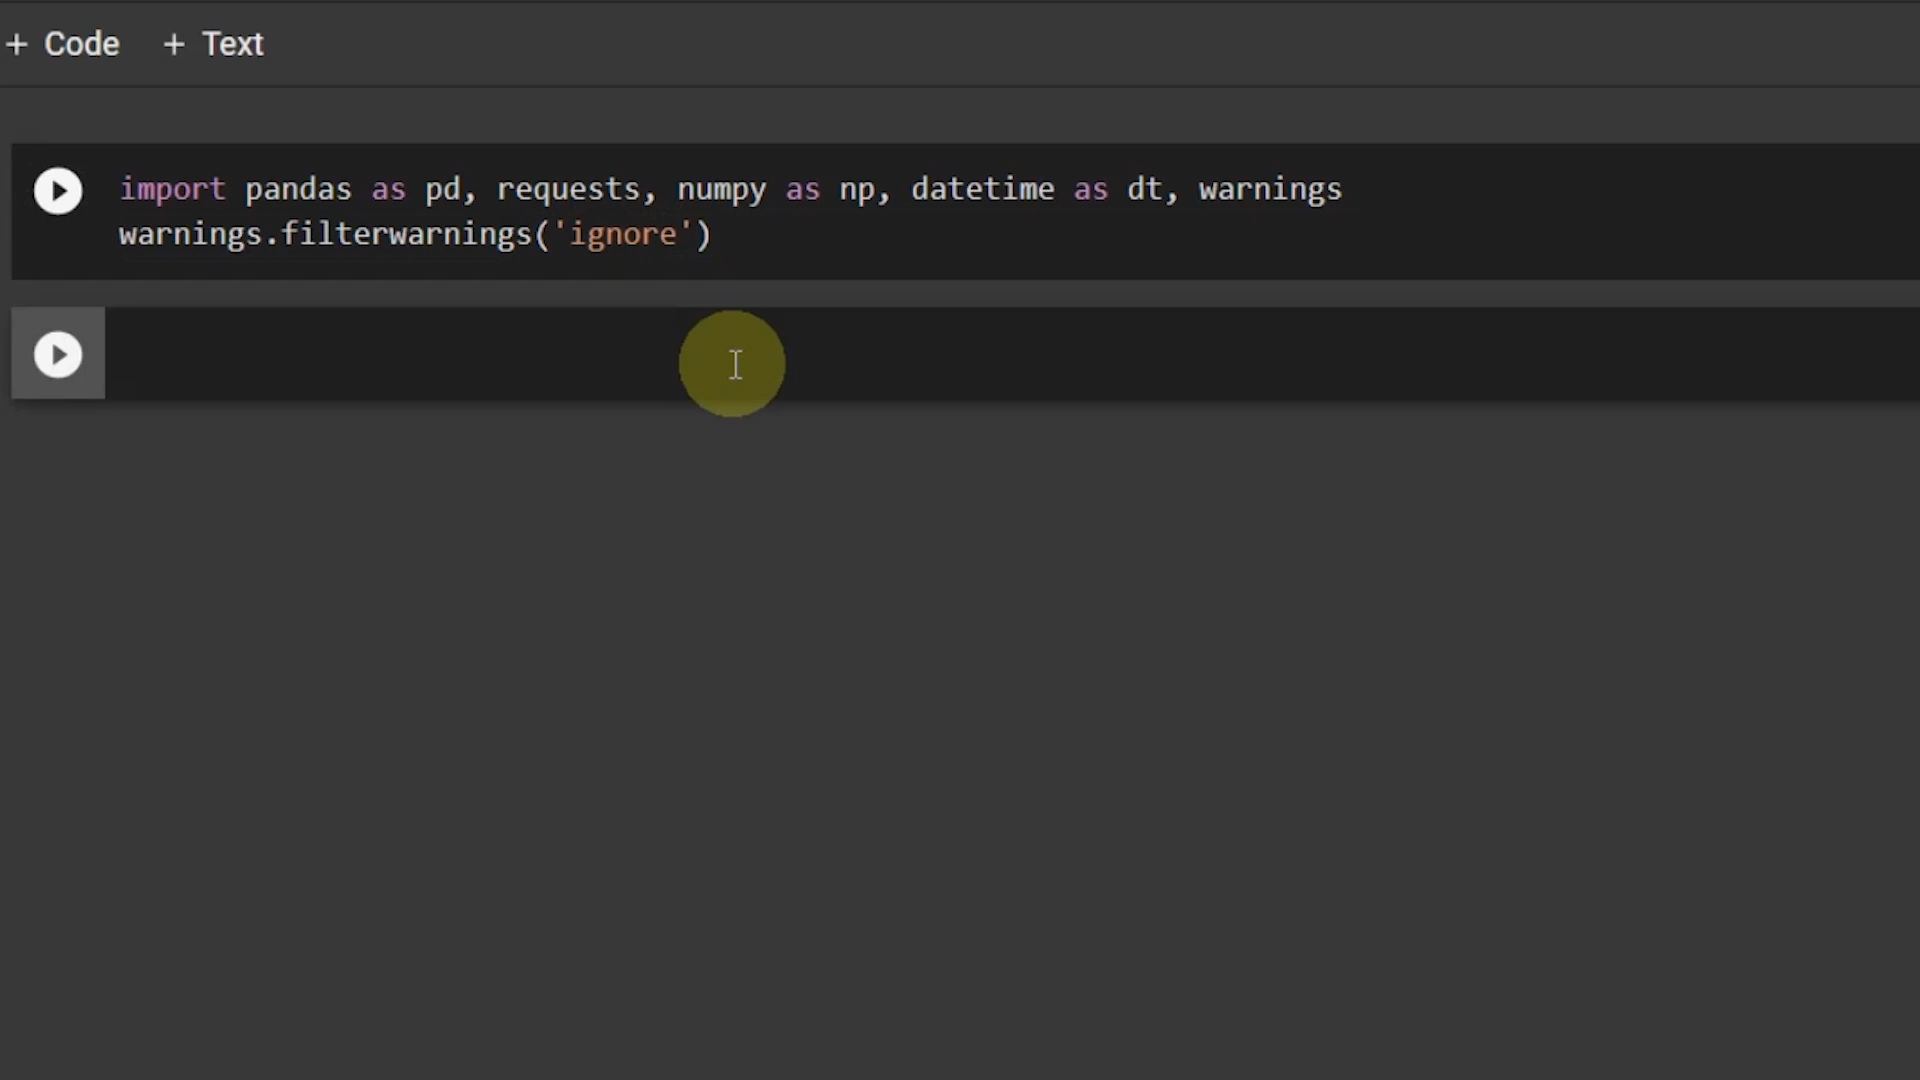 + Code + Text
import pandas as pd, requests, numpy as np, datetime as dt, warnings
warnings.filterwarnings('ignore')